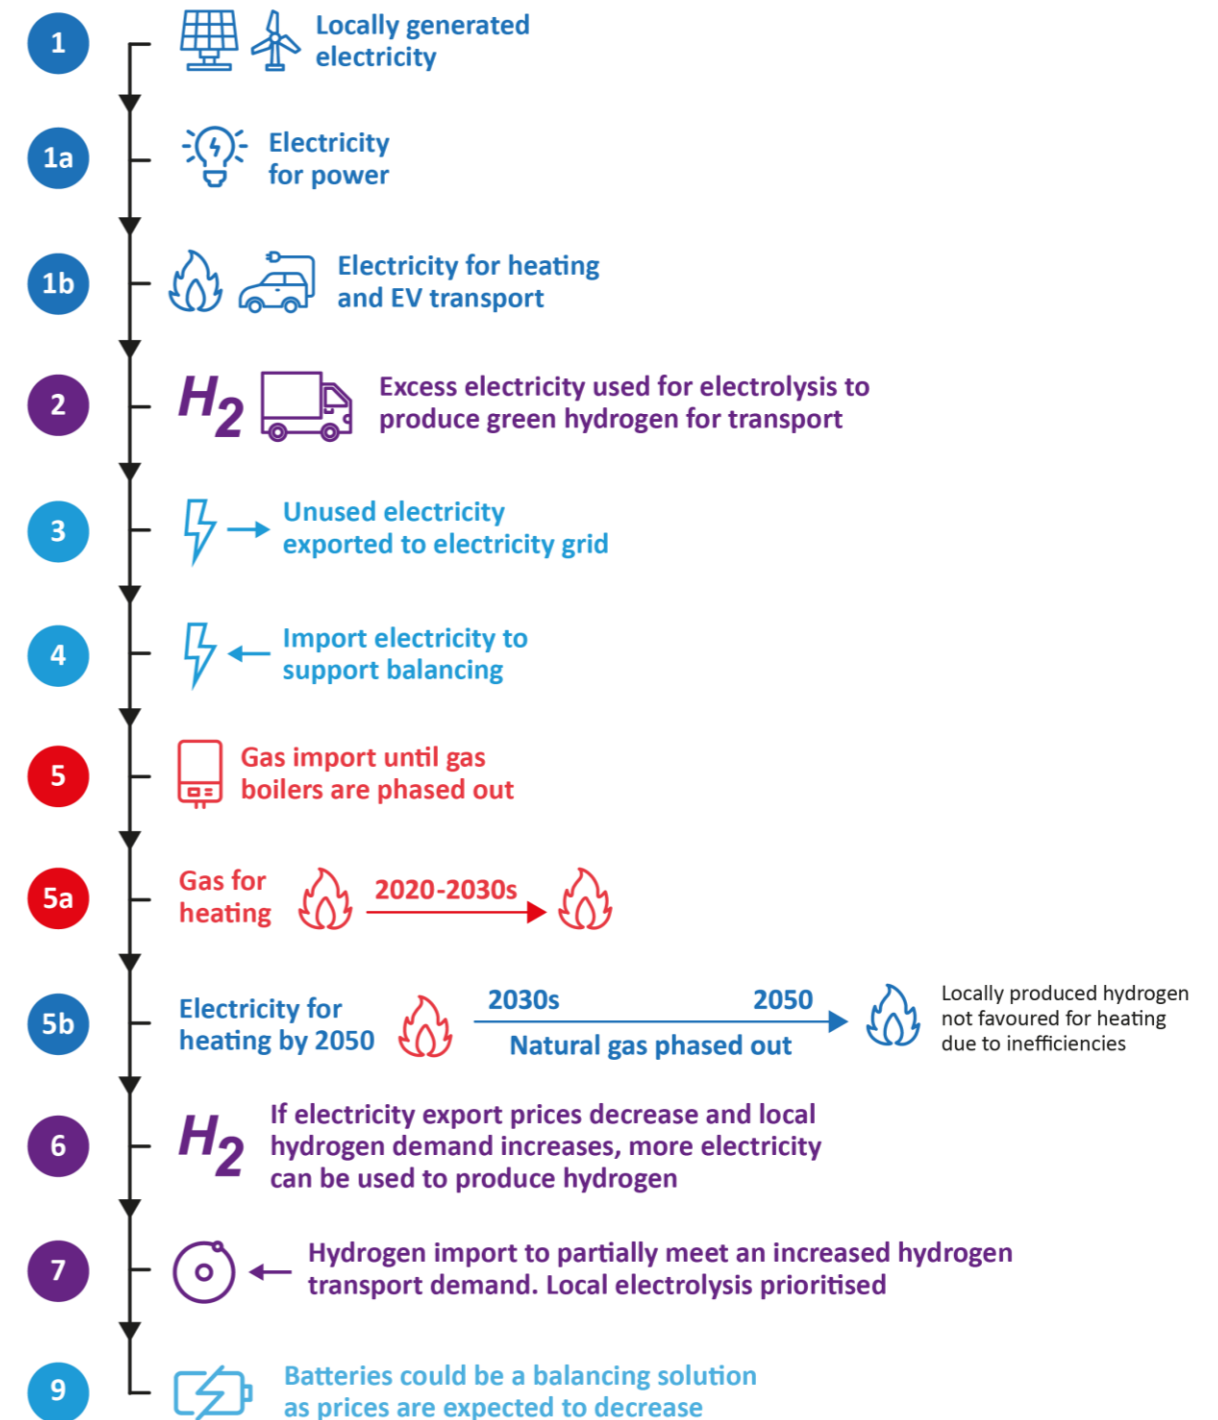 1
Locally generated
electricity
1a
Electricity
for power
1b
Electricity for heating
and EV transport
2
H2
Excess electricity used for electrolysis to
produce green hydrogen for transport
3
Unused electricity
exported to electricity grid
4
Import electricity to
support balancing
5
Gas import until gas
boilers are phased out
5a
Gas for
heating
2020-2030s
5b
Electricity for
heating by 2050
2030s
2050
Natural gas phased out
Locally produced hydrogen
not favoured for heating
due to inefficiencies
6
H2
If electricity export prices decrease and local
hydrogen demand increases, more electricity
can be used to produce hydrogen
7
Hydrogen import to partially meet an increased hydrogen
transport demand. Local electrolysis prioritised
9
Batteries could be a balancing solution
as prices are expected to decrease